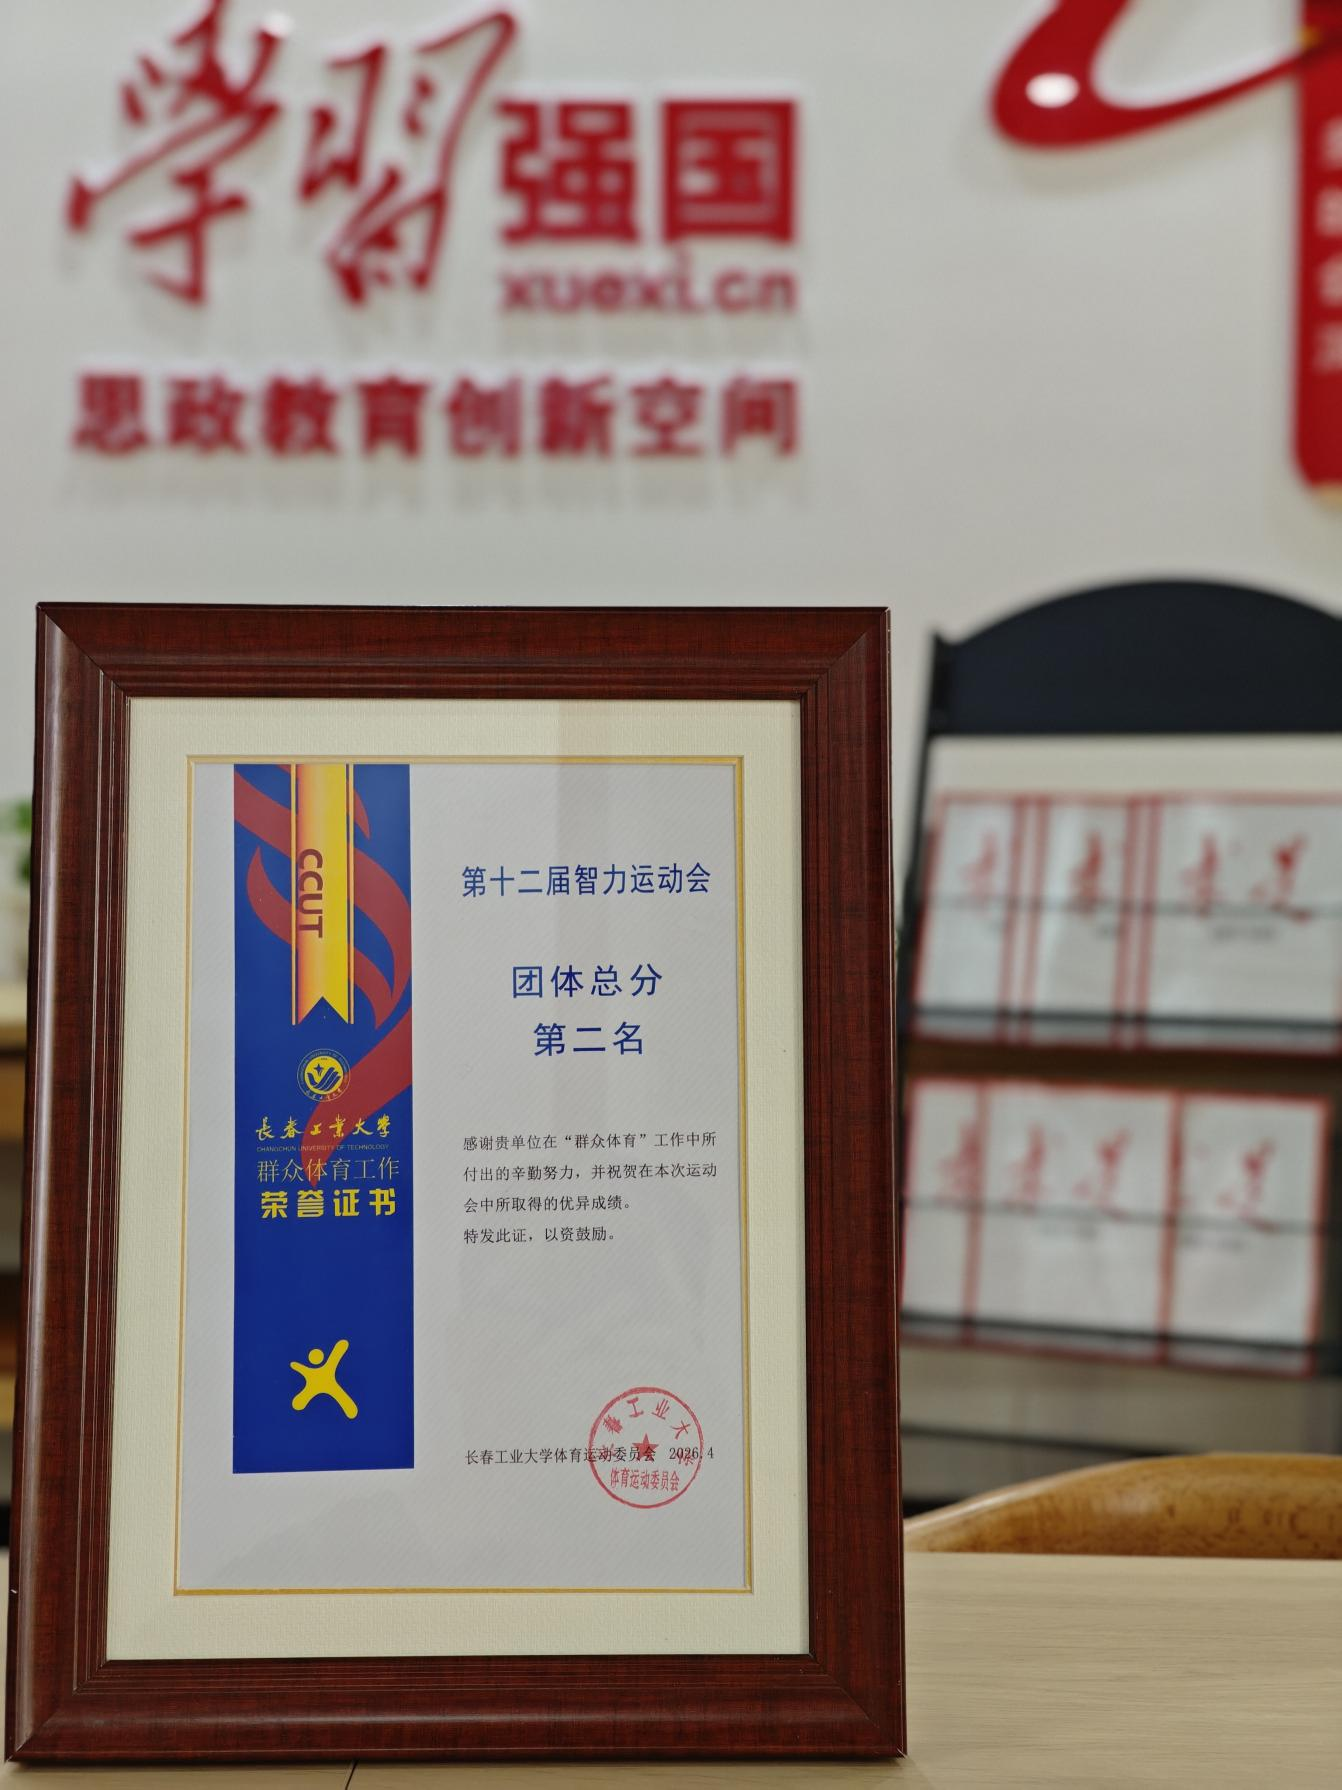 学习强国
xuexi.cn
思政教育创新空间
CCUT
长春工业大学
CHANGCHUN UNIVERSITY OF TECHNOLOGY
群众体育工作
荣誉证书
第十二届智力运动会
团体总分
第二名
感谢贵单位在“群众体育”工作中所
付出的辛勤努力，并祝贺在本次运动
会中所取得的优异成绩。
特发此证，以资鼓励。
长春工业大学体育运动委员会 2026.4
长春工业大学
体育运动委员会